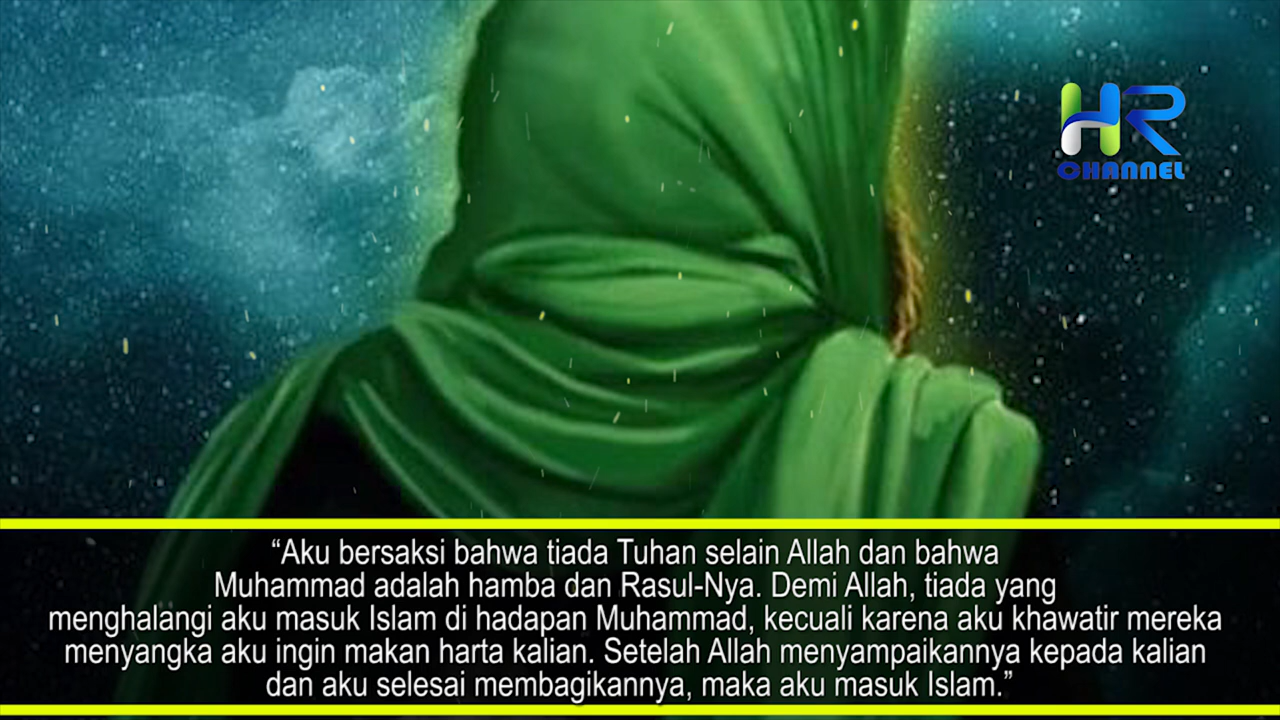 HR
CHANNEL
“Aku bersaksi bahwa tiada Tuhan selain Allah dan bahwa
Muhammad adalah hamba dan Rasul-Nya. Demi Allah, tiada yang
menghalangi aku masuk Islam di hadapan Muhammad, kecuali karena aku khawatir mereka
menyangka aku ingin makan harta kalian. Setelah Allah menyampaikannya kepada kalian
dan aku selesai membagikannya, maka aku masuk Islam.”